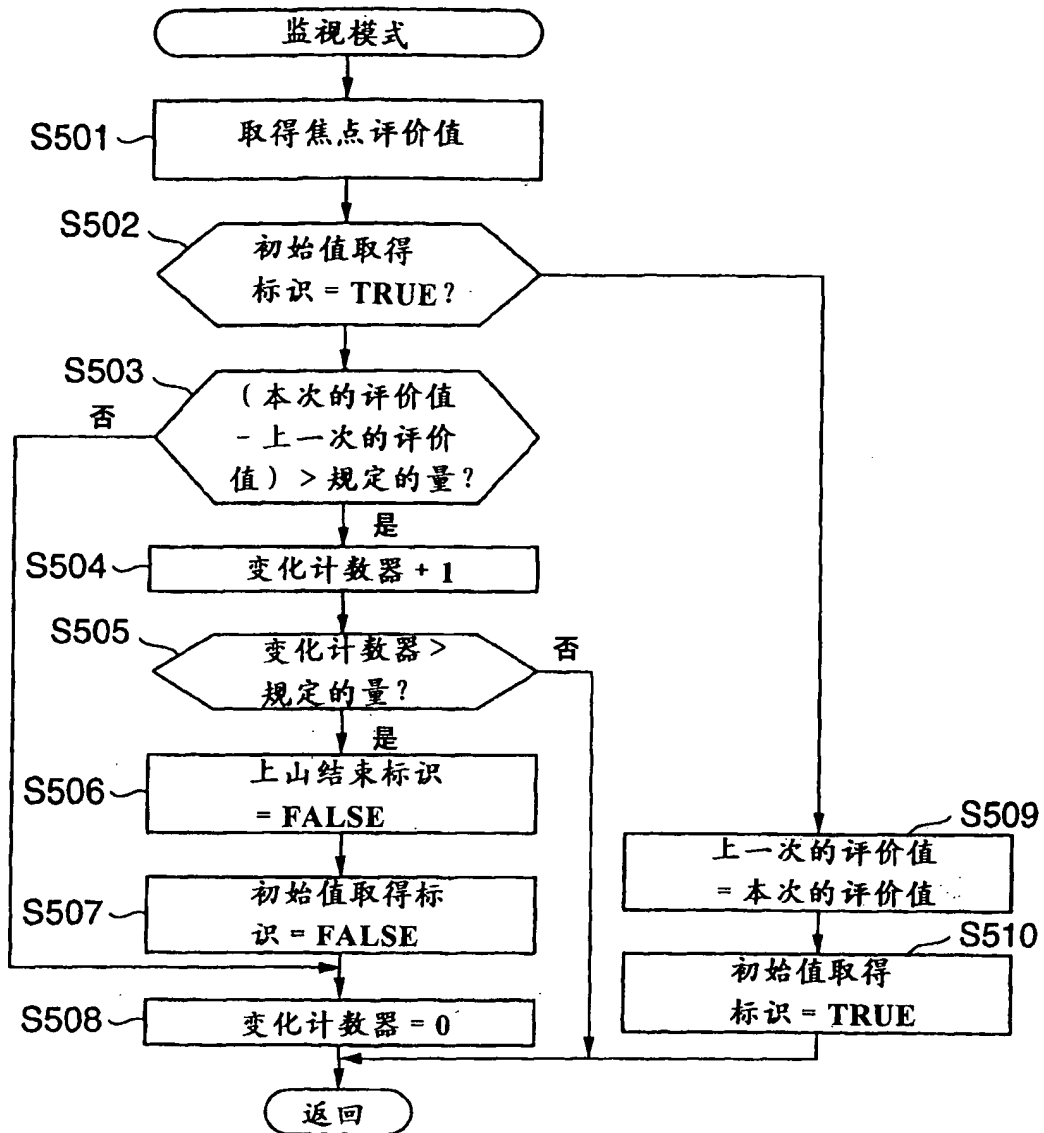 监视模式
S501
取得焦点评价值
S502
初始值取得
标识 = TRUE?
S503
否
(本次的评价值
- 上一次的评价
值) > 规定的量?
是
S504
变化计数器 + 1
S505
变化计数器 >
规定的量?
否
是
S506
上山结束标识
= FALSE
S507
初始值取得标
识 = FALSE
S508
变化计数器 = 0
S509
上一次的评价值
= 本次的评价值
S510
初始值取得
标识 = TRUE
返回